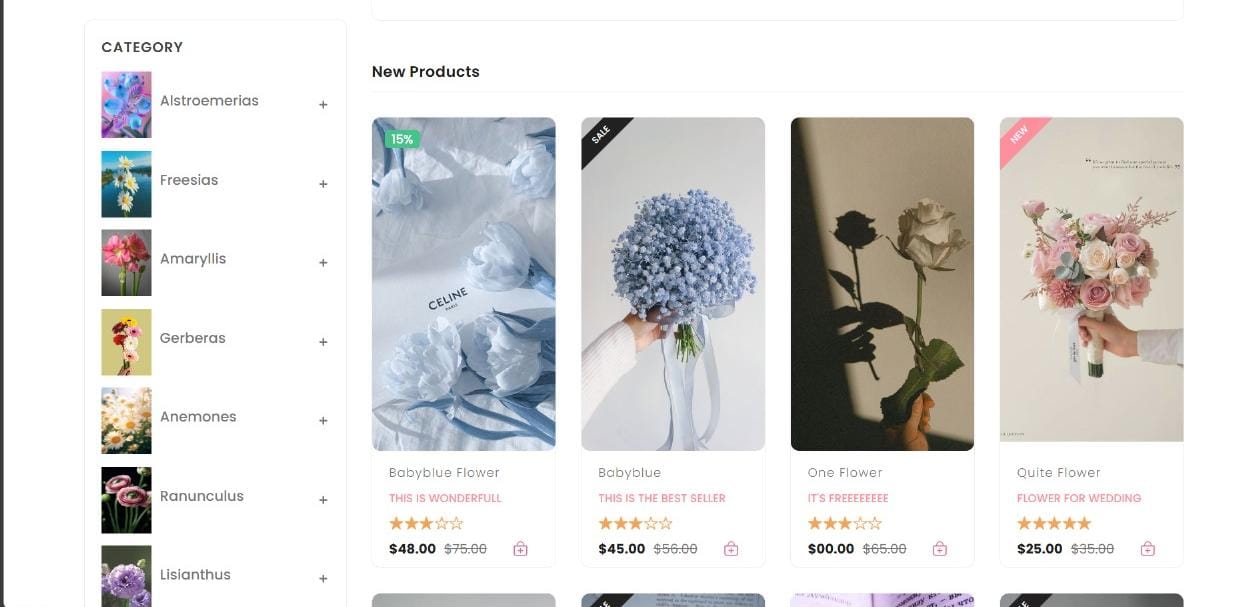 CATEGORY
Alstroemerias +
Freesias +
Amaryllis +
Gerberas +
Anemones +
Ranunculus +
Lisianthus +
New Products
15%
CELINE
PARIS
Babyblue Flower
THIS IS WONDERFULL
$48.00 $75.00
SALE
Babyblue
THIS IS THE BEST SELLER
$45.00 $56.00
One Flower
IT'S FREEEEEEEE
$00.00 $65.00
NEW
Quite Flower
FLOWER FOR WEDDING
$25.00 $35.00